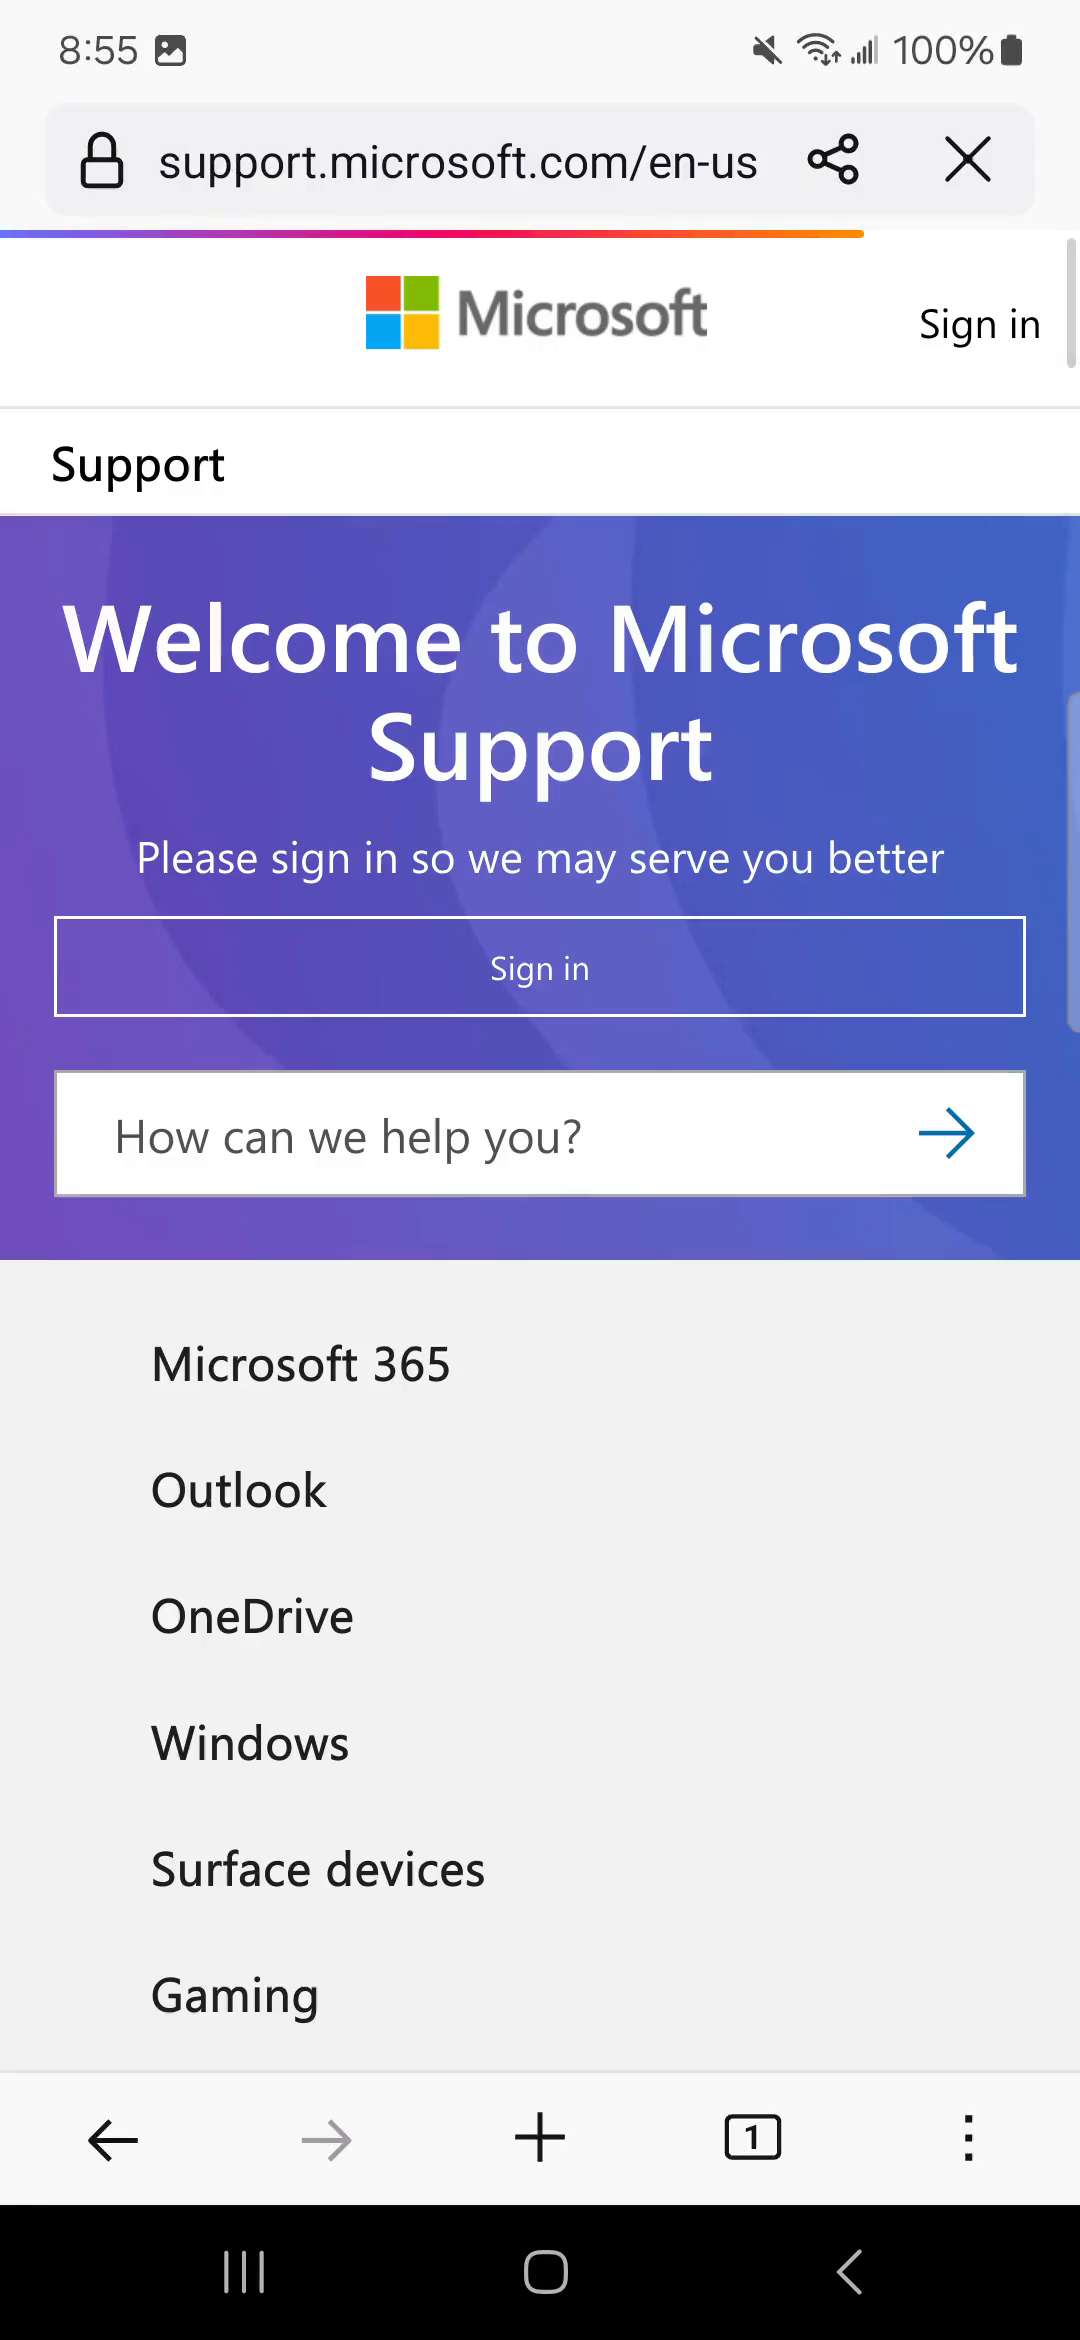 8:55
100%
support.microsoft.com/en-us
Microsoft
Sign in
Support
Welcome to Microsoft
Support
Please sign in so we may serve you better
Sign in
How can we help you?
Microsoft 365
Outlook
OneDrive
Windows
Surface devices
Gaming
1